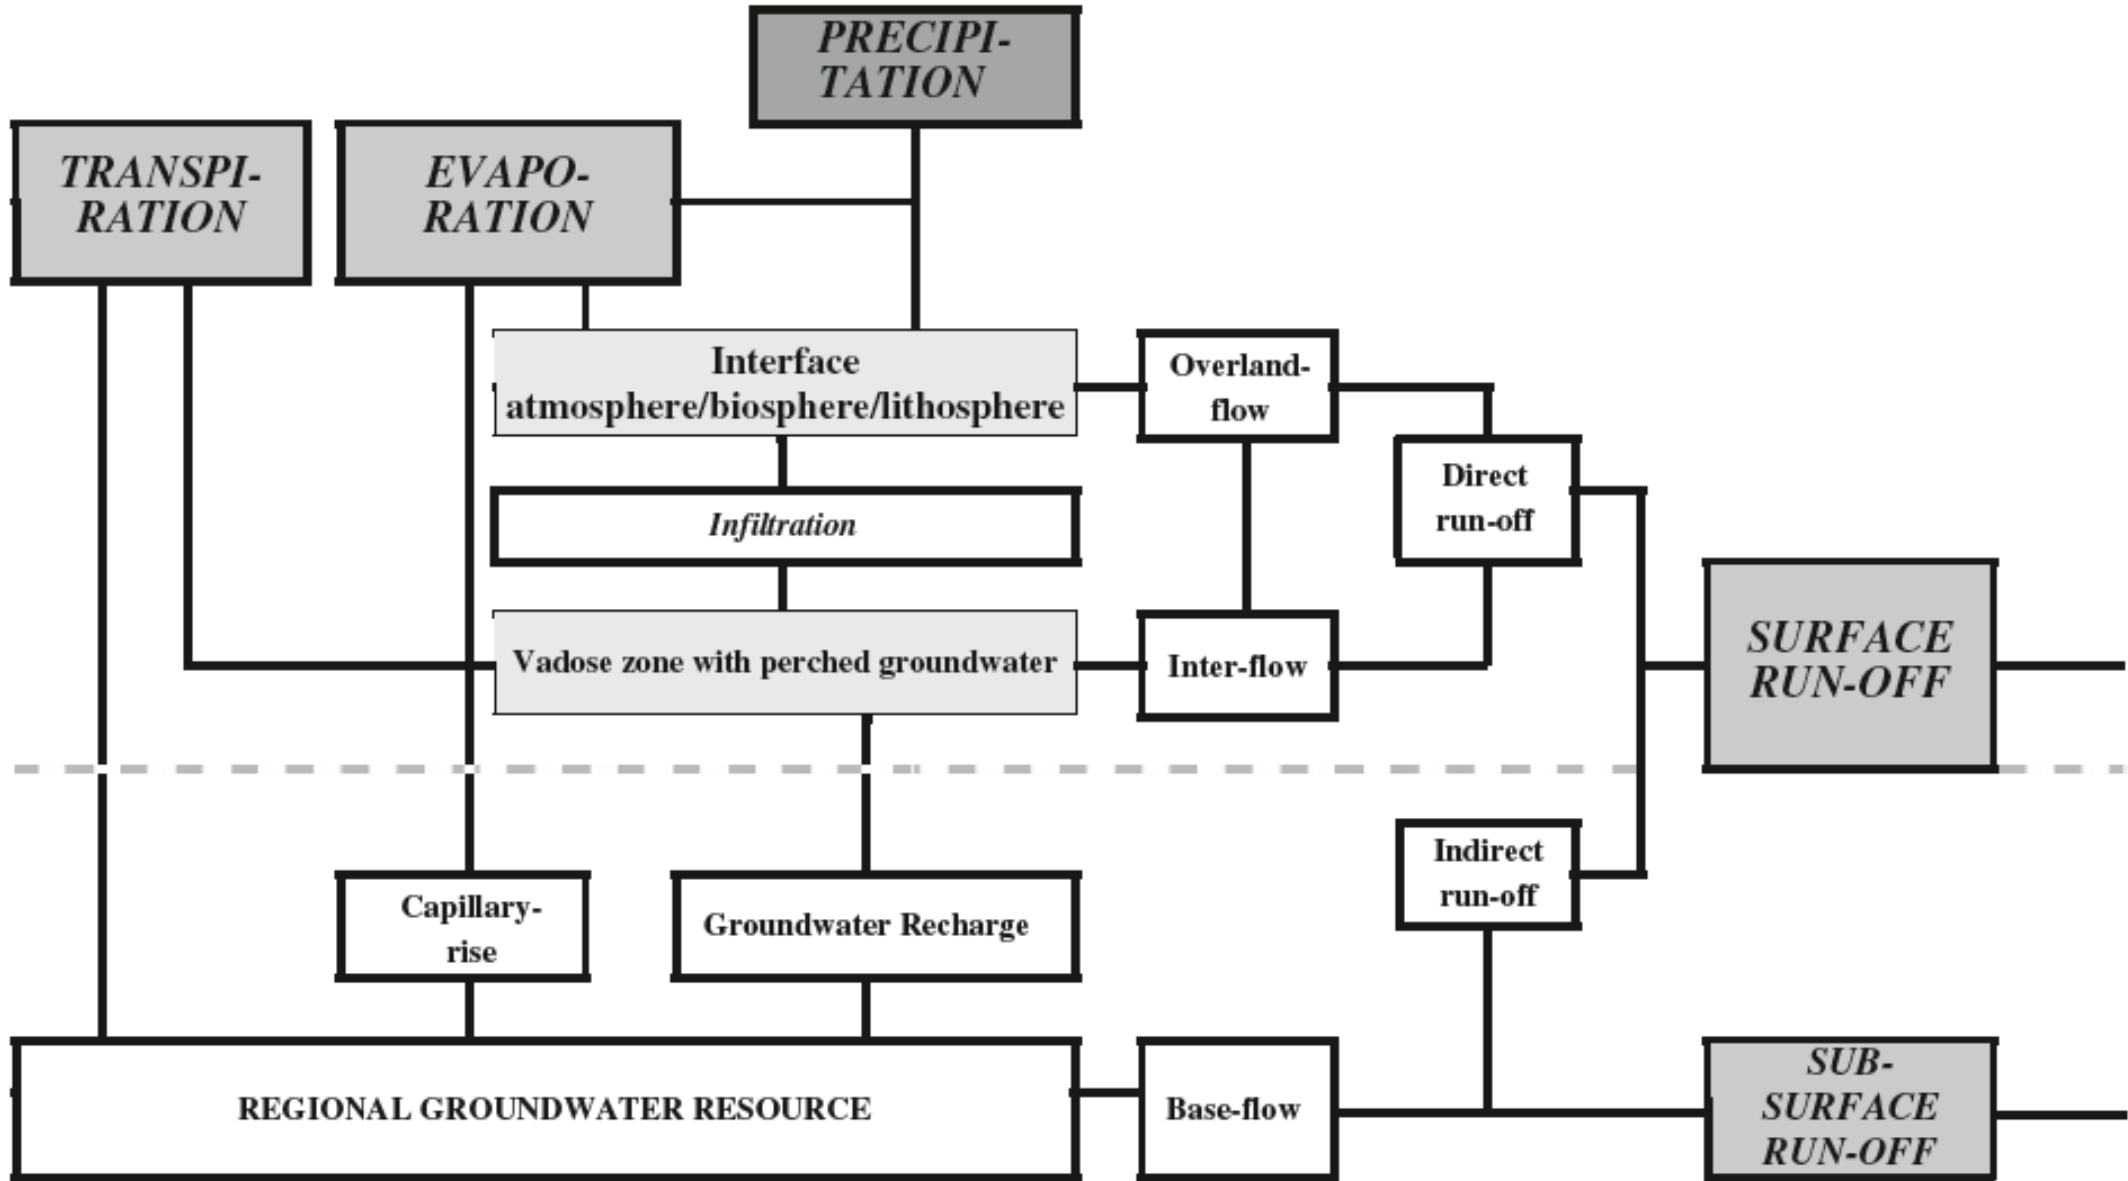 PRECIPI-
TATION
TRANSPI-
RATION
EVAPO-
RATION
Interface
atmosphere/biosphere/lithosphere
Overland-
flow
Direct
run-off
Infiltration
Vadose zone with perched groundwater
Inter-flow
SURFACE
RUN-OFF
Indirect
run-off
Capillary-
rise
Groundwater Recharge
REGIONAL GROUNDWATER RESOURCE
Base-flow
SUB-
SURFACE
RUN-OFF